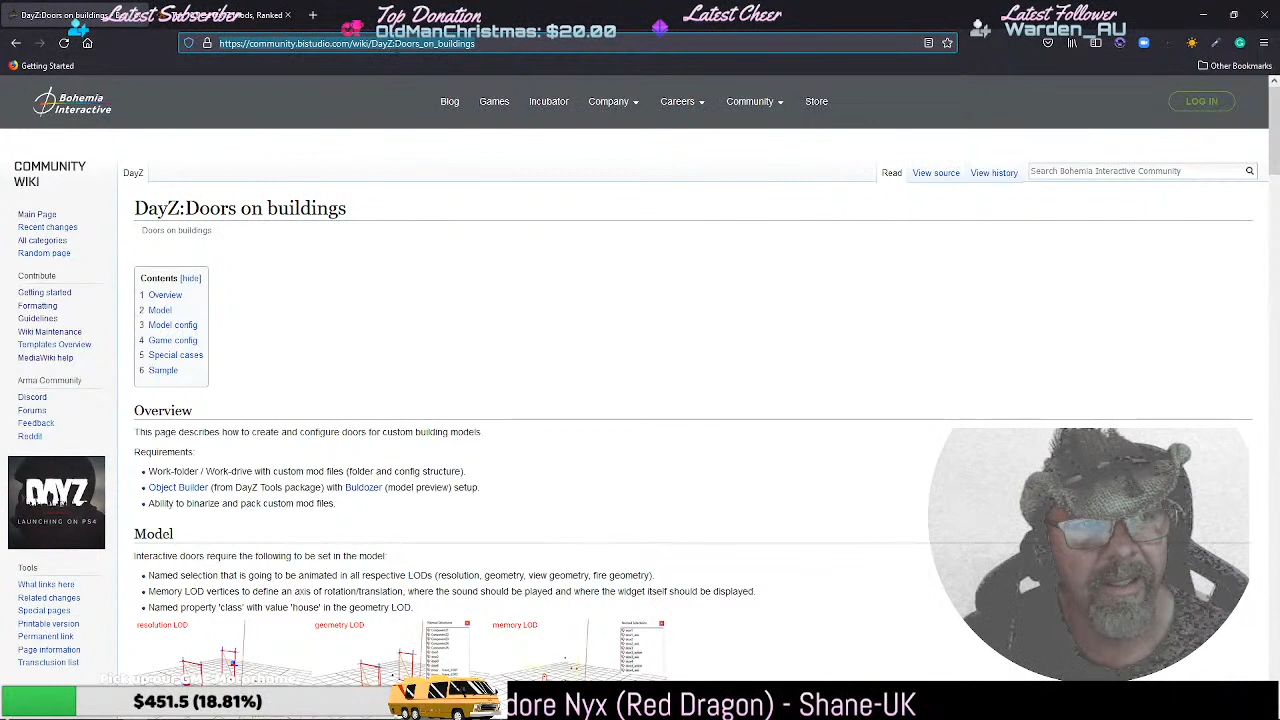 DayZ:Doors on buildings
ods, Ranked
Latest Subscriber
Top Donation
OldManChristmas: $20.00
Latest Cheer
Latest Follower
Warden_AU
https://community.bistudio.com/wiki/DayZ:Doors_on_buildings
Getting Started
Other Bookmarks
Bohemia Interactive
Blog
Games
Incubator
Company
Careers
Community
Store
LOG IN
COMMUNITY
WIKI
DayZ
Read
View source
View history
Search Bohemia Interactive Community
Main Page
Recent changes
All categories
Random page
Contribute
Getting started
Formatting
Guidelines
Wiki Maintenance
Templates Overview
MediaWiki help
Arma Community
Discord
Forums
Feedback
Reddit
DAYZ
LAUNCHING ON PS4
Tools
What links here
Related changes
Special pages
Printable version
Permanent link
Page information
Translusion list
DayZ:Doors on buildings
Doors on buildings
Contents [hide]
1 Overview
2 Model
3 Model config
4 Game config
5 Special cases
6 Sample
Overview
This page describes how to create and configure doors for custom building models.
Requirements:
Work-folder / Work-drive with custom mod files (folder and config structure).
Object Builder (from DayZ Tools package) with Buldozer (model preview) setup.
Ability to binarize and pack custom mod files.
Model
Interactive doors require the following to be set in the model:
Named selection that is going to be animated in all respective LODs (resolution, geometry, view geometry, fire geometry).
Memory LOD vertices to define an axis of rotation/translation, where the sound should be played and where the widget itself should be displayed.
Named property 'class' with value 'house' in the geometry LOD.
resolution LOD
geometry LOD
memory LOD
Pick up our GMC Motorhome
$451.5 (18.81%)
dore Nyx (Red Dragon) - Shane-UK